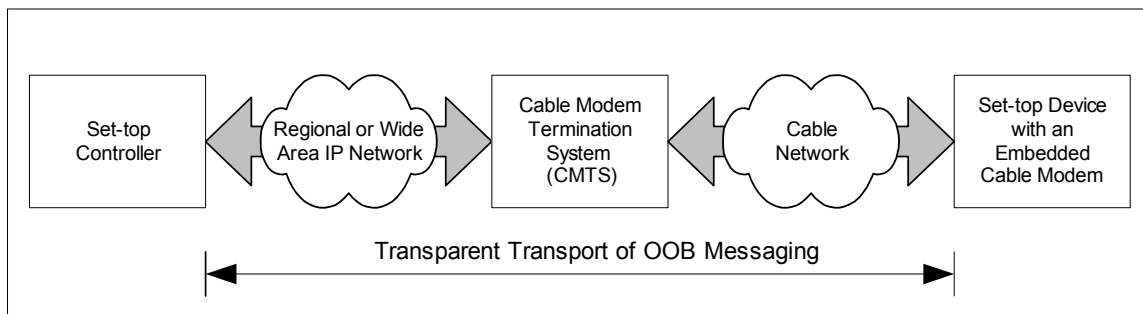 Set-top
Controller
Regional or Wide
Area IP Network
Cable Modem
Termination
System
(CMTS)
Cable
Network
Set-top Device
with an
Embedded
Cable Modem
Transparent Transport of OOB Messaging